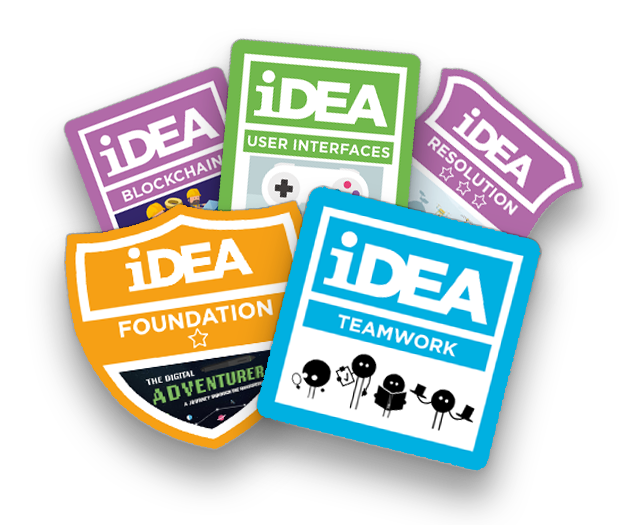 iDEA
BLOCKCHAIN
iDEA
USER INTERFACES
iDEA
RESOLUTION
iDEA
FOUNDATION
THE DIGITAL
ADVENTURER
iDEA
TEAMWORK